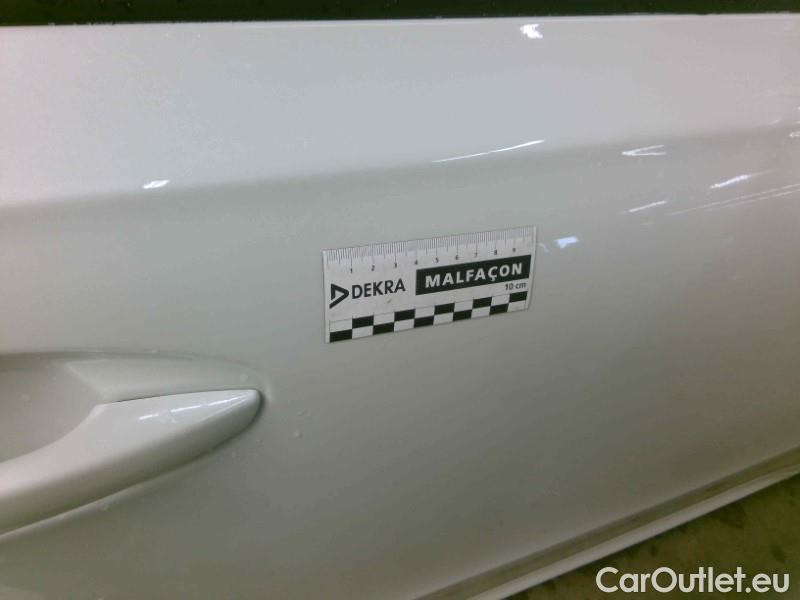 1 2 3 4 5 6 7 8 9
DEKRA MALFAÇON
10 cm
CarOutlet.eu